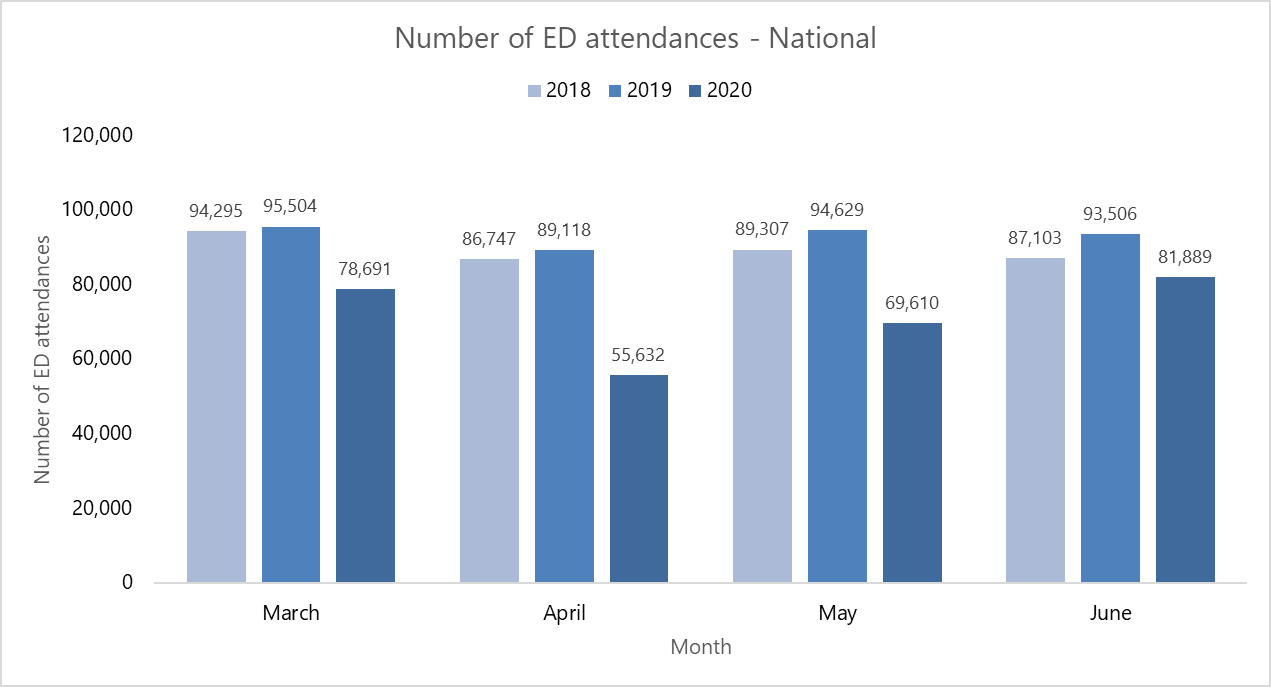 Number of ED attendances - National
2018 2019 2020
120,000
100,000
80,000
60,000
40,000
20,000
0
Number of ED attendances
94,295 95,504 78,691
86,747 89,118 55,632
89,307 94,629 69,610
87,103 93,506 81,889
March April May June
Month